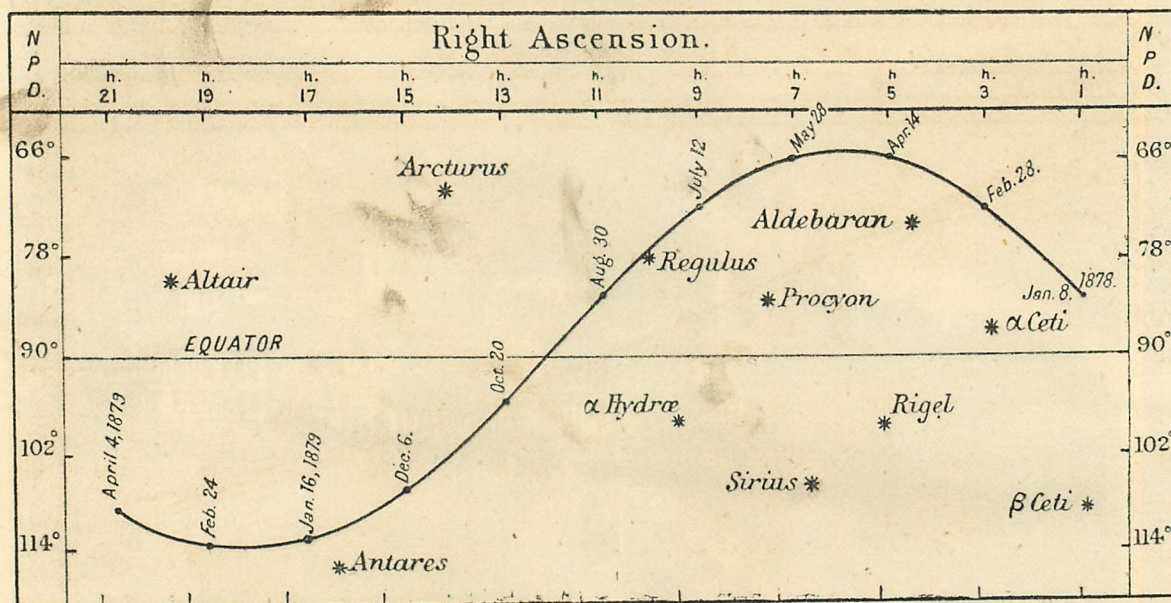 Right Ascension.
N P D.
N P D.
h. h. h. h. h. h. h. h. h. h. h.
21 19 17 15 13 11 9 7 5 3 1
66°
66°
Arcturus
July 12
May 28
Apr. 14
Feb. 28.
Aldebaran
78°
78°
Altair
Aug. 30
Regulus
Procyon
Jan. 8.
1878.
α Ceti
EQUATOR
90°
90°
Oct. 20
α Hydræ
Rigel
102°
102°
April 4, 1879
Feb. 24
Jan. 16, 1879
Dec. 6.
Sirius
β Ceti
114°
114°
Antares